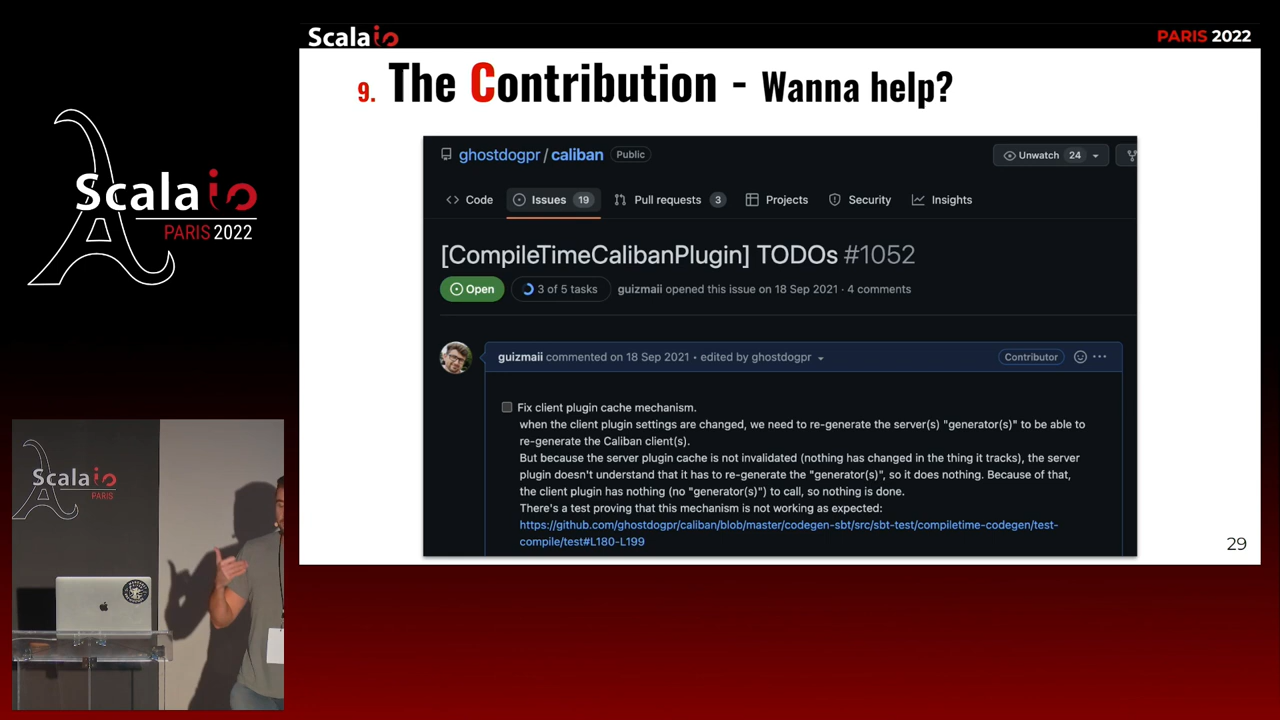 Scalaio
PARIS 2022
9. The Contribution - Wanna help?
ghostdogpr / caliban Public
Unwatch 24
Code Issues 19 Pull requests 3 Projects Security Insights
[CompileTimeCalibanPlugin] TODOs #1052
Open 3 of 5 tasks guizmaii opened this issue on 18 Sep 2021 · 4 comments
guizmaii commented on 18 Sep 2021 • edited by ghostdogpr Contributor
Fix client plugin cache mechanism.
when the client plugin settings are changed, we need to re-generate the server(s) "generator(s)" to be able to
re-generate the Caliban client(s).
But because the server plugin cache is not invalidated (nothing has changed in the thing it tracks), the server
plugin doesn't understand that it has to re-generate the "generator(s)", so it does nothing. Because of that,
the client plugin has nothing (no "generator(s)") to call, so nothing is done.
There's a test proving that this mechanism is not working as expected:
https://github.com/ghostdogpr/caliban/blob/master/codegen-sbt/src/sbt-test/compiletime-codegen/test-
compile/test#L180-L199
29
Scalaio
PARIS 2022
Scalaio
PARIS